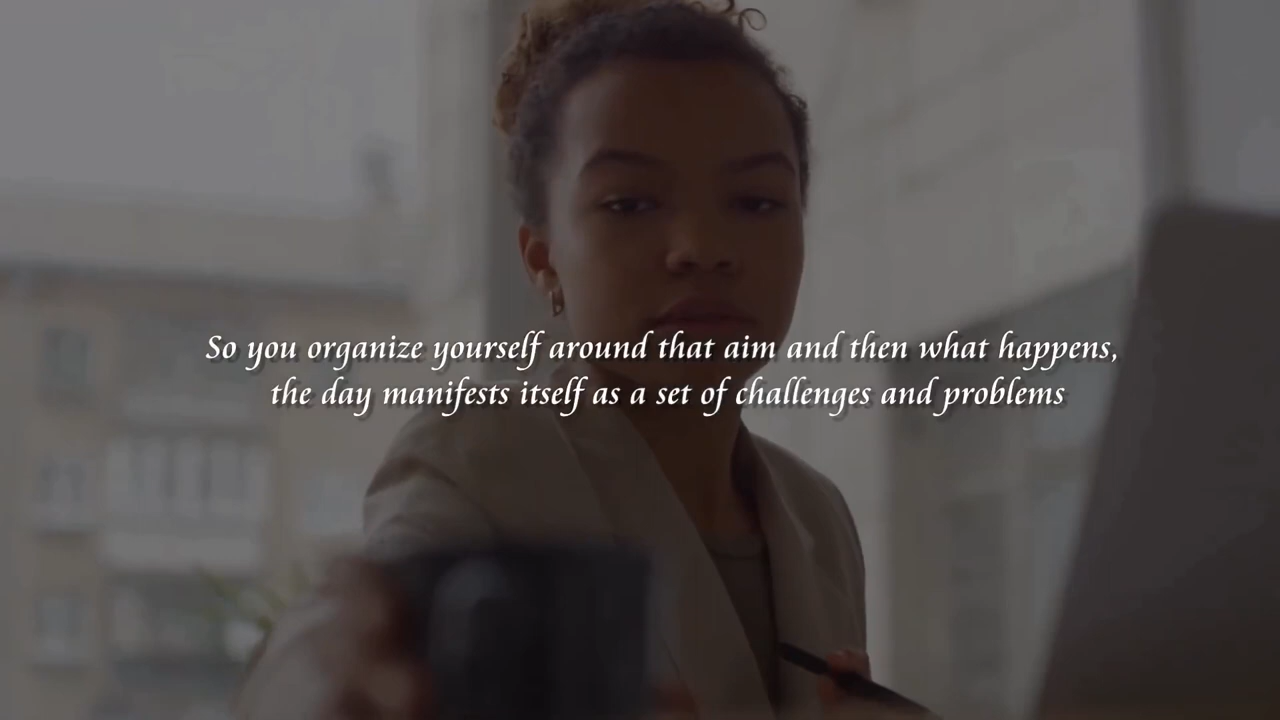 So you organize yourself around that aim and then what happens,
the day manifests itself as a set of challenges and problems